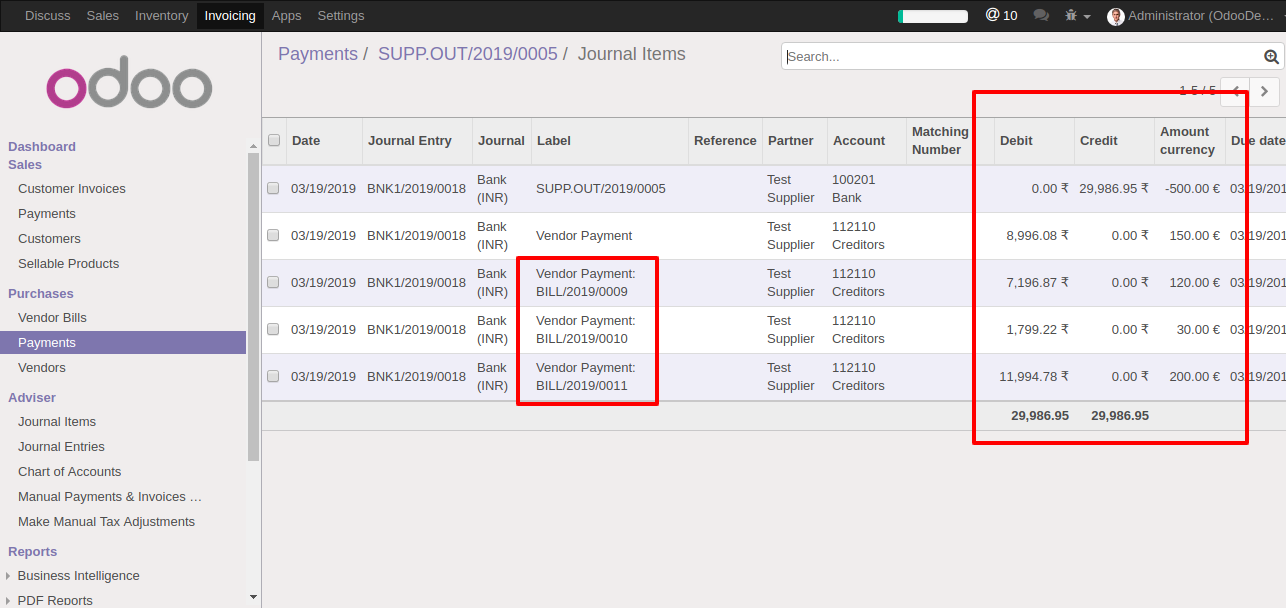 Discuss Sales Inventory Invoicing Apps Settings @ 10 Administrator (OdooDe...
odoo
Payments / SUPP.OUT/2019/0005 / Journal Items
Search...
1-5 / 5
Dashboard
Sales
Customer Invoices
Payments
Customers
Sellable Products
Purchases
Vendor Bills
Payments
Vendors
Adviser
Journal Items
Journal Entries
Chart of Accounts
Manual Payments & Invoices ...
Make Manual Tax Adjustments
Reports
Business Intelligence
PDF Reports
Date Journal Entry Journal Label Reference Partner Account Matching Number Debit Credit Amount currency Due date
03/19/2019 BNK1/2019/0018 Bank (INR) SUPP.OUT/2019/0005 Test Supplier 100201 Bank 0.00 ₹ 29,986.95 ₹ -500.00 € 03/19/201
03/19/2019 BNK1/2019/0018 Bank (INR) Vendor Payment Test Supplier 112110 Creditors 8,996.08 ₹ 0.00 ₹ 150.00 € 03/19/201
03/19/2019 BNK1/2019/0018 Bank (INR) Vendor Payment: BILL/2019/0009 Test Supplier 112110 Creditors 7,196.87 ₹ 0.00 ₹ 120.00 € 03/19/201
03/19/2019 BNK1/2019/0018 Bank (INR) Vendor Payment: BILL/2019/0010 Test Supplier 112110 Creditors 1,799.22 ₹ 0.00 ₹ 30.00 € 03/19/201
03/19/2019 BNK1/2019/0018 Bank (INR) Vendor Payment: BILL/2019/0011 Test Supplier 112110 Creditors 11,994.78 ₹ 0.00 ₹ 200.00 € 03/19/201
29,986.95 29,986.95